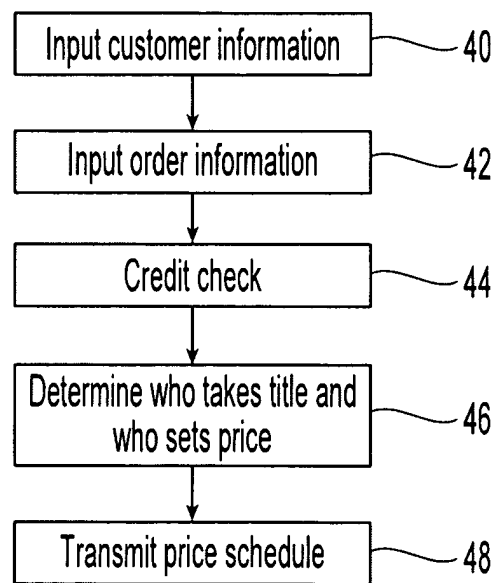 Input customer information
40
Input order information
42
Credit check
44
Determine who takes title and
who sets price
46
Transmit price schedule
48